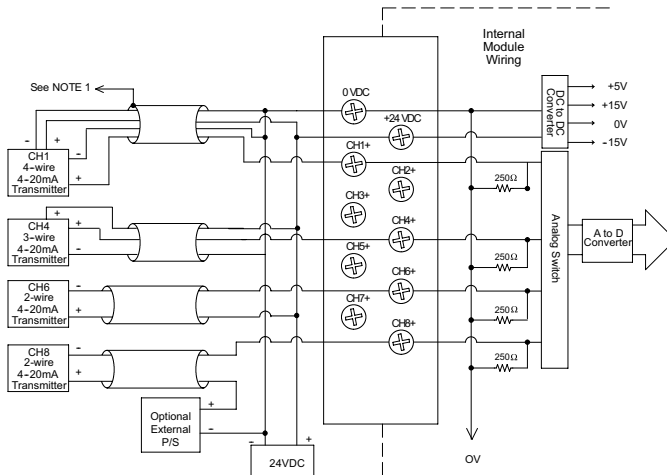 Internal
Module
Wiring
See NOTE 1
0 VDC
+24 VDC
CH1+
CH2+
CH3+
CH4+
CH5+
CH6+
CH7+
CH8+
DC to DC
Converter
+5V
+15V
0V
-15V
- + - +
CH1
4-wire
4-20mA
Transmitter
+ + -
CH4
3-wire
4-20mA
Transmitter
- +
CH6
2-wire
4-20mA
Transmitter
- +
CH8
2-wire
4-20mA
Transmitter
Optional
External
P/S
+
-
- +
24VDC
250Ω
250Ω
250Ω
250Ω
Analog Switch
A to D
Converter
OV